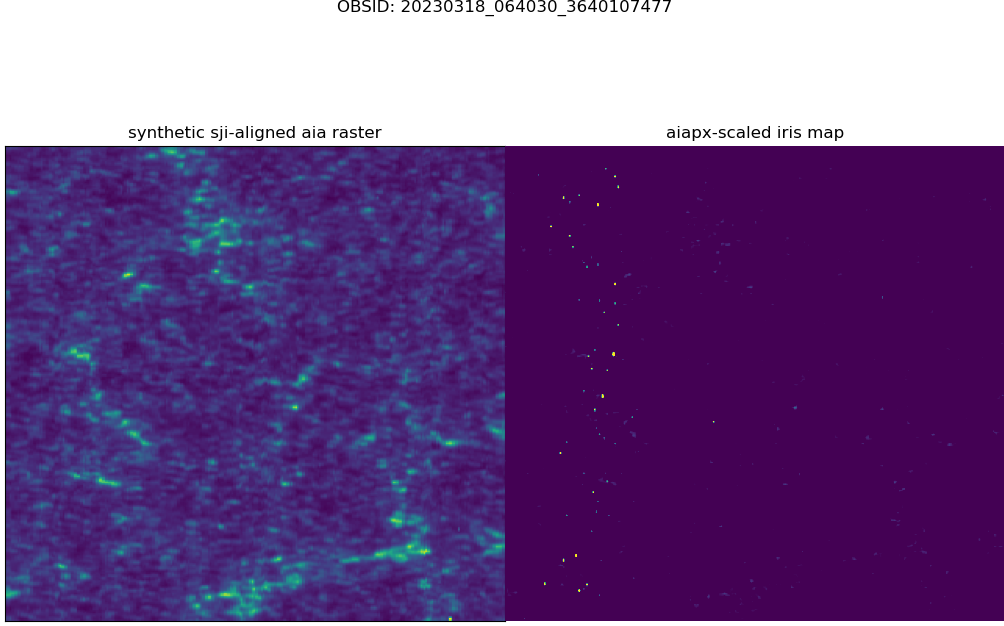 OBSID: 20230318_064030_3640107477
synthetic sji-aligned aia raster
aiapx-scaled iris map